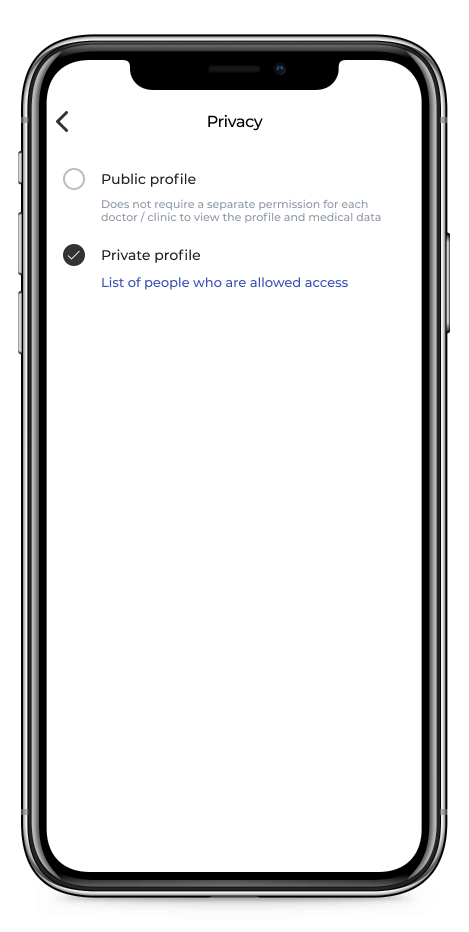 Privacy
Public profile
Does not require a separate permission for each
doctor / clinic to view the profile and medical data
Private profile
List of people who are allowed access